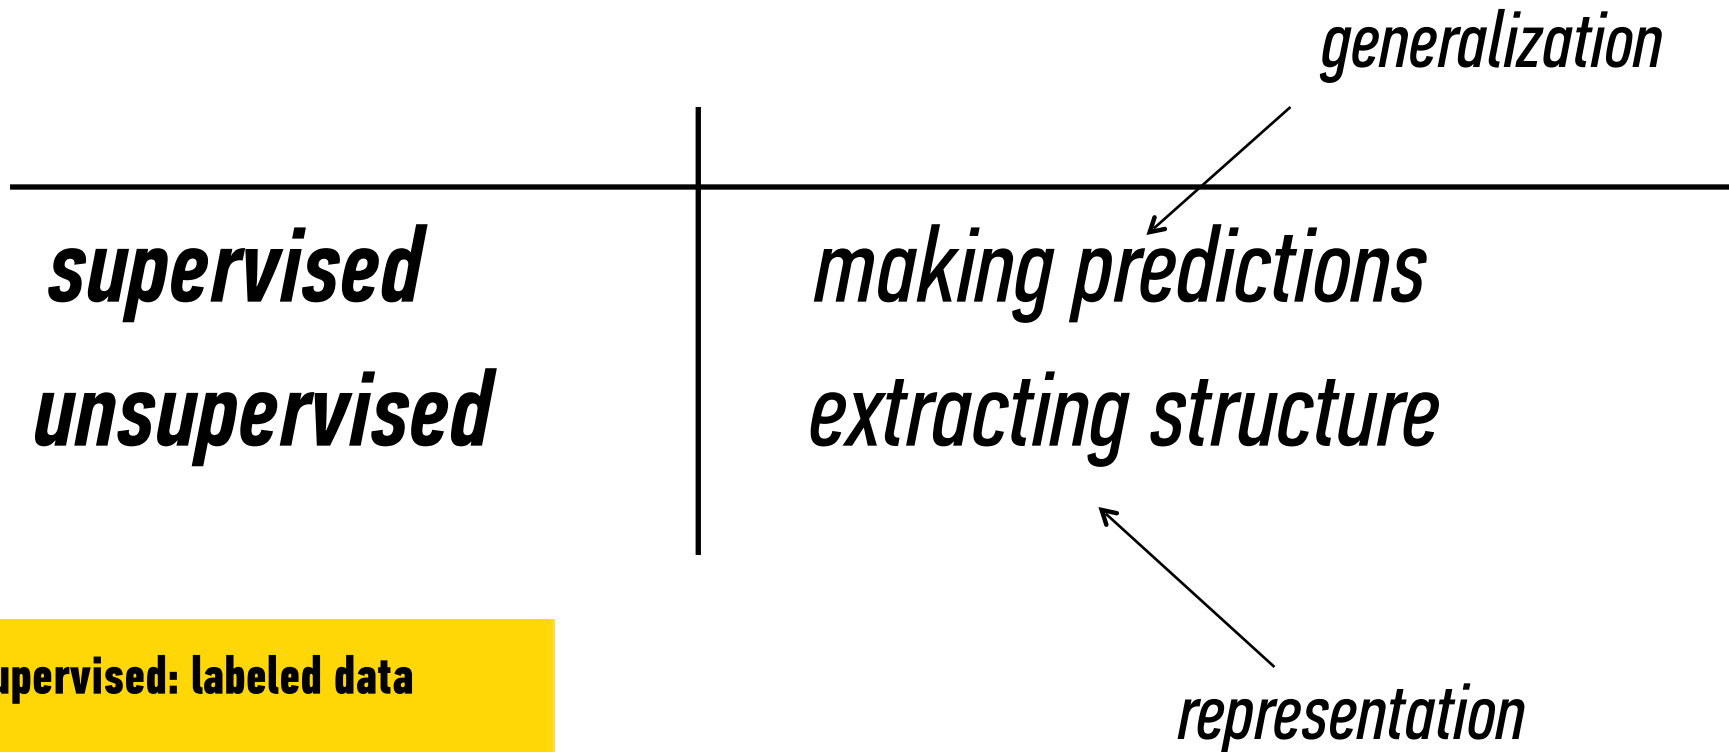 generalization
supervised making predictions
unsupervised extracting structure
upervised: labeled data
representation